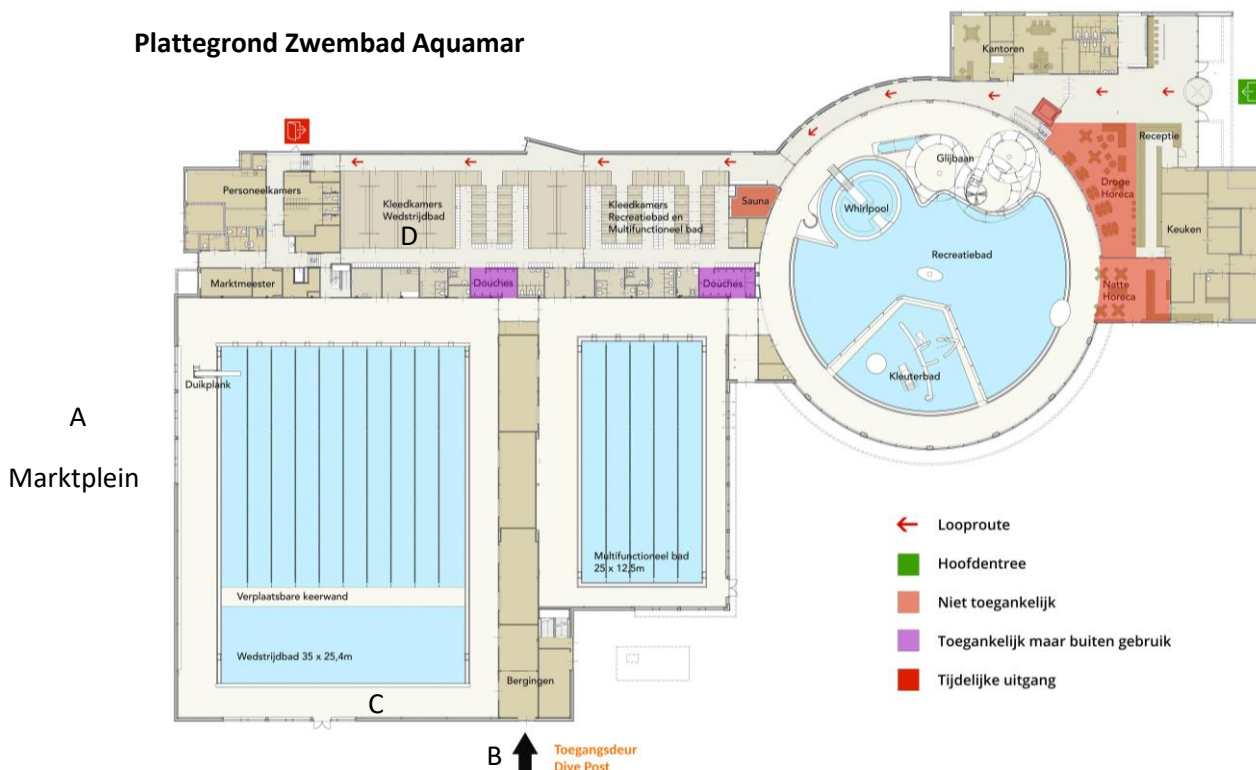 Plattegrond Zwembad Aquamar
Kantoren
Receptie
Glijbaan
Droge
Horeca
Personeelkamers
Kleedkamers
Wedstrijdbad
D
Kleedkamers
Recreatiebad en
Multifunctioneel bad
Sauna
Whirlpool
Keuken
Recreatiebad
Marktmeester
Douches
Douches
Natte
Horeca
Duikplank
Kleuterbad
A
Marktplein
Looproute
Multifunctioneel bad
25 x 12,5m
Hoofdentree
Verplaatsbare keerwand
Niet toegankelijk
Toegankelijk maar buiten gebruik
Wedstrijdbad 35 x 25,4m
Bergingen
Tijdelijke uitgang
C
B
Toegangsdeur
Dive Post